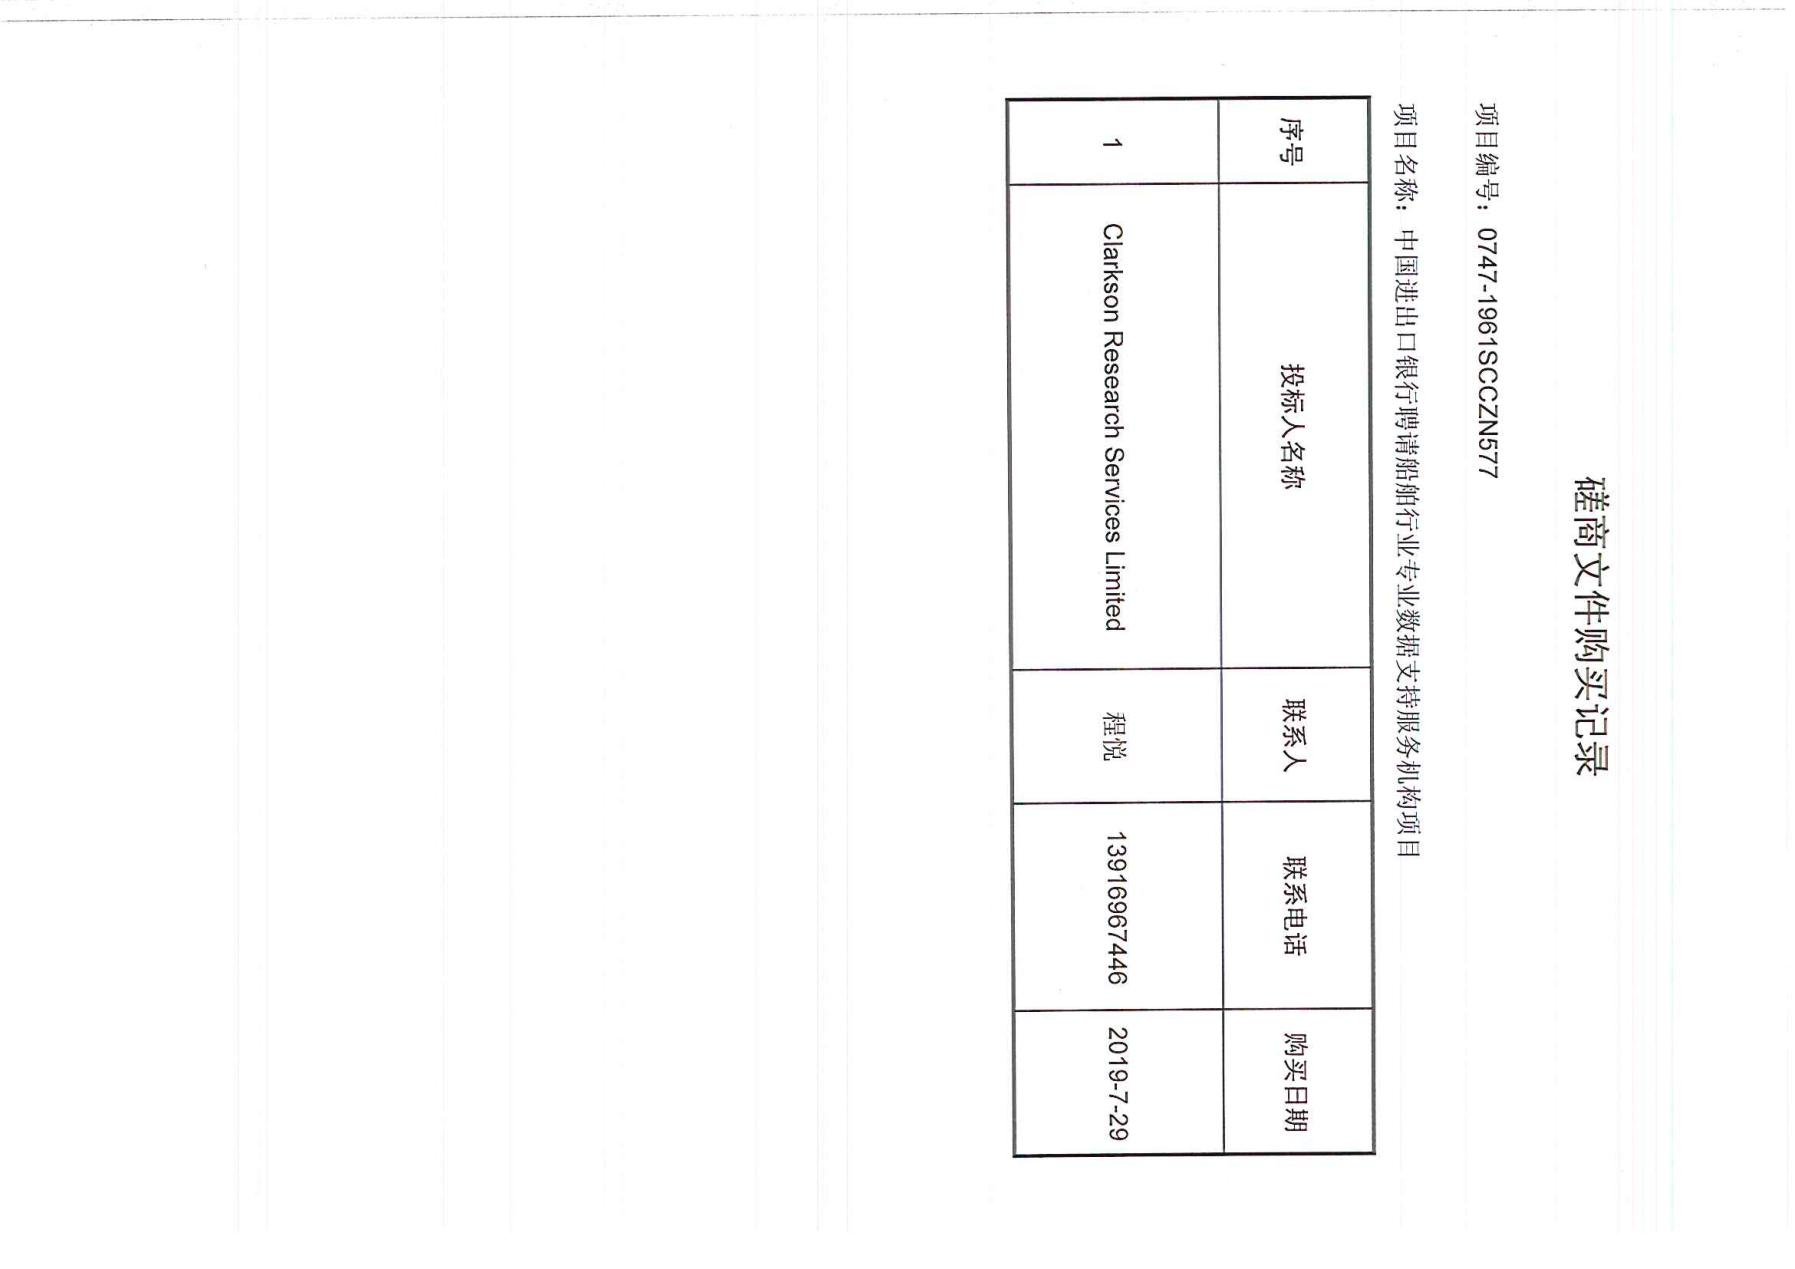 磋商文件购买记录
项目编号：0747-1961SCCZN577
项目名称：中国进出口银行聘请船舶行业专业数据支持服务机构项目
序号 投标人名称 联系人 联系电话 购买日期
1 Clarkson Research Services Limited 程悦 13916967446 2019-7-29